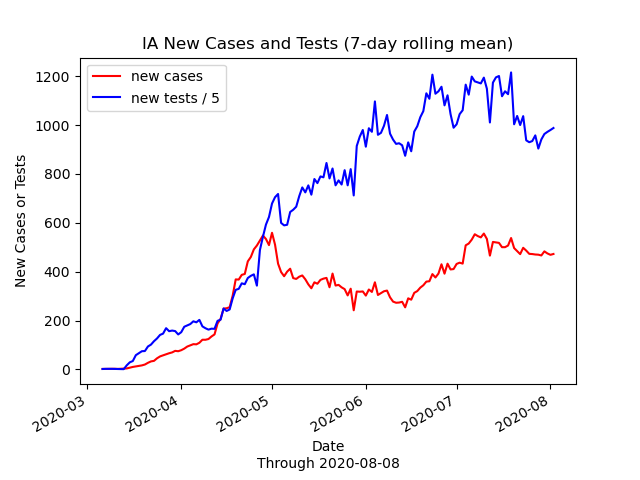 IA New Cases and Tests (7-day rolling mean)
new cases
new tests / 5
1200
1000
800
600
400
200
0
New Cases or Tests
2020-03
2020-04
2020-05
2020-06
2020-07
2020-08
Date
Through 2020-08-08